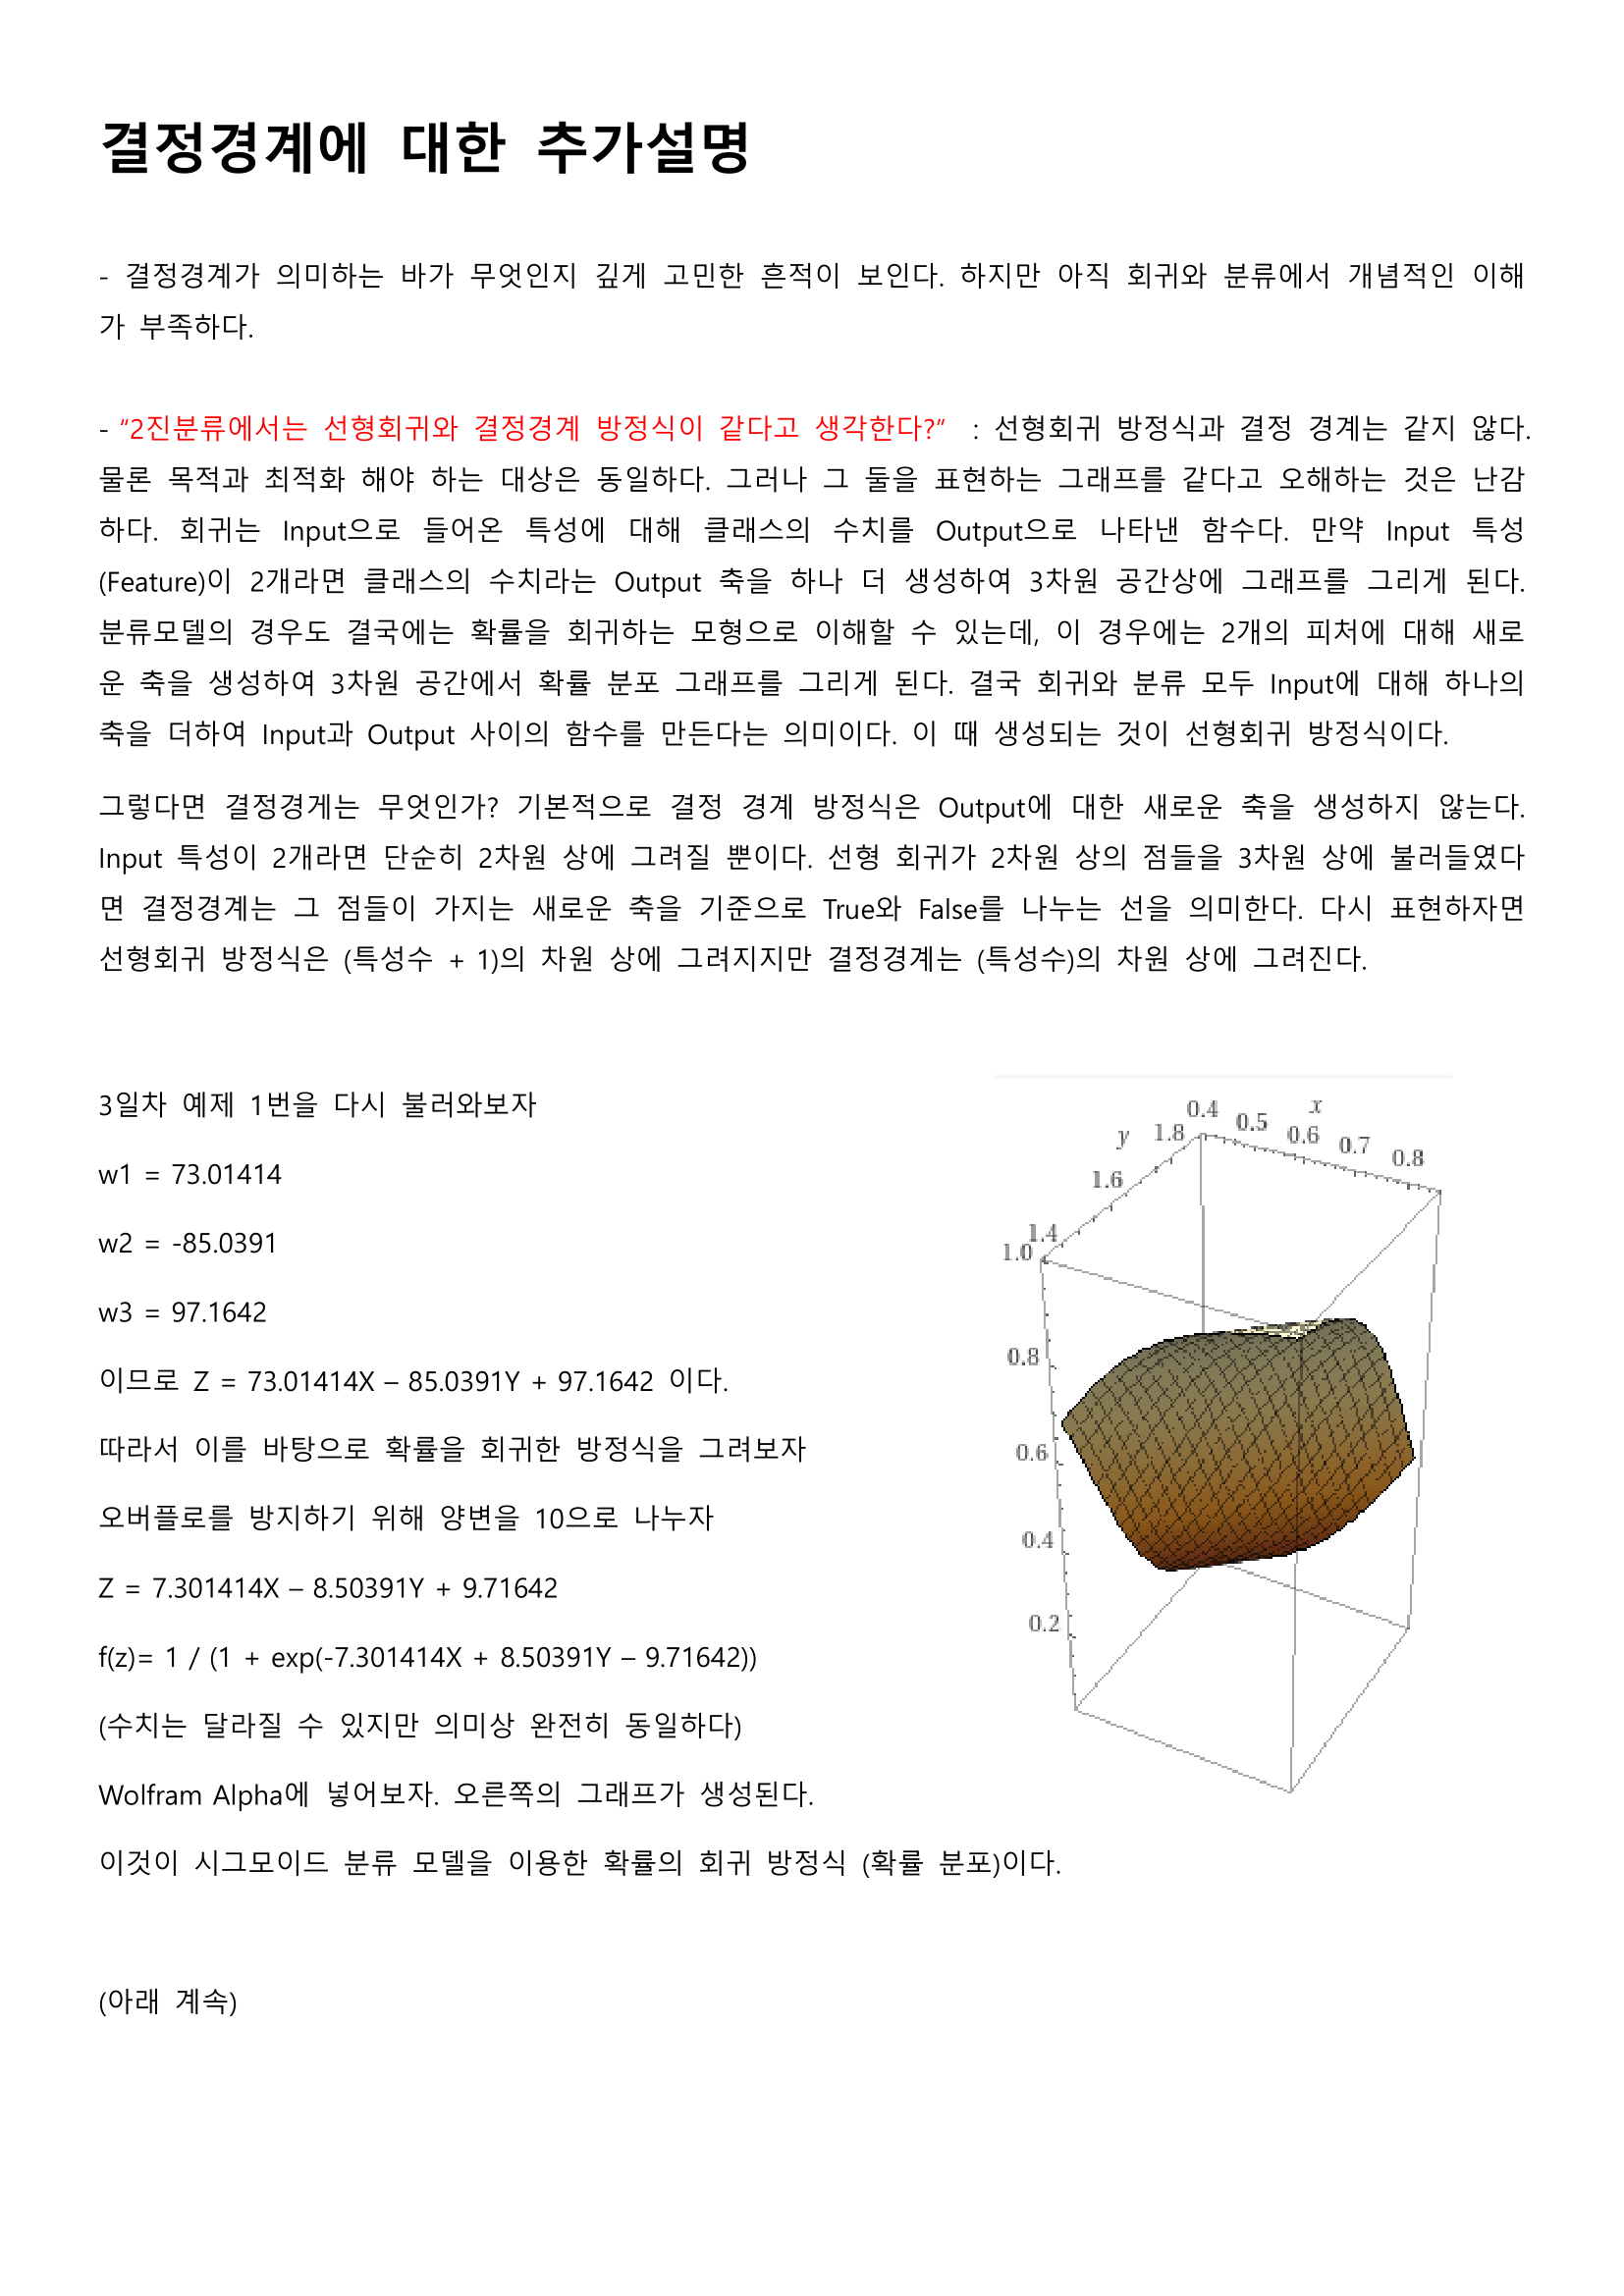 결정경계에 대한 추가설명
- 결정경계가 의미하는 바가 무엇인지 깊게 고민한 흔적이 보인다. 하지만 아직 회귀와 분류에서 개념적인 이해
가 부족하다.
- “2진분류에서는 선형회귀와 결정경계 방정식이 같다고 생각한다?” : 선형회귀 방정식과 결정 경계는 같지 않다.
물론 목적과 최적화 해야 하는 대상은 동일하다. 그러나 그 둘을 표현하는 그래프를 같다고 오해하는 것은 난감
하다. 회귀는 Input으로 들어온 특성에 대해 클래스의 수치를 Output으로 나타낸 함수다. 만약 Input 특성
(Feature)이 2개라면 클래스의 수치라는 Output 축을 하나 더 생성하여 3차원 공간상에 그래프를 그리게 된다.
분류모델의 경우도 결국에는 확률을 회귀하는 모형으로 이해할 수 있는데, 이 경우에는 2개의 피처에 대해 새로
운 축을 생성하여 3차원 공간에서 확률 분포 그래프를 그리게 된다. 결국 회귀와 분류 모두 Input에 대해 하나의
축을 더하여 Input과 Output 사이의 함수를 만든다는 의미이다. 이 때 생성되는 것이 선형회귀 방정식이다.
그렇다면 결정경게는 무엇인가? 기본적으로 결정 경계 방정식은 Output에 대한 새로운 축을 생성하지 않는다.
Input 특성이 2개라면 단순히 2차원 상에 그려질 뿐이다. 선형 회귀가 2차원 상의 점들을 3차원 상에 불러들였다
면 결정경계는 그 점들이 가지는 새로운 축을 기준으로 True와 False를 나누는 선을 의미한다. 다시 표현하자면
선형회귀 방정식은 (특성수 + 1)의 차원 상에 그려지지만 결정경계는 (특성수)의 차원 상에 그려진다.
3일차 예제 1번을 다시 불러와보자
w1 = 73.01414
w2 = -85.0391
w3 = 97.1642
이므로 Z = 73.01414X – 85.0391Y + 97.1642 이다.
따라서 이를 바탕으로 확률을 회귀한 방정식을 그려보자
오버플로를 방지하기 위해 양변을 10으로 나누자
Z = 7.301414X – 8.50391Y + 9.71642
f(z)= 1 / (1 + exp(-7.301414X + 8.50391Y – 9.71642))
(수치는 달라질 수 있지만 의미상 완전히 동일하다)
Wolfram Alpha에 넣어보자. 오른쪽의 그래프가 생성된다.
이것이 시그모이드 분류 모델을 이용한 확률의 회귀 방정식 (확률 분포)이다.
(아래 계속)
x
0.4 0.5 0.6 0.7 0.8
y
1.8
1.6
1.4
1.0
0.8
0.6
0.4
0.2